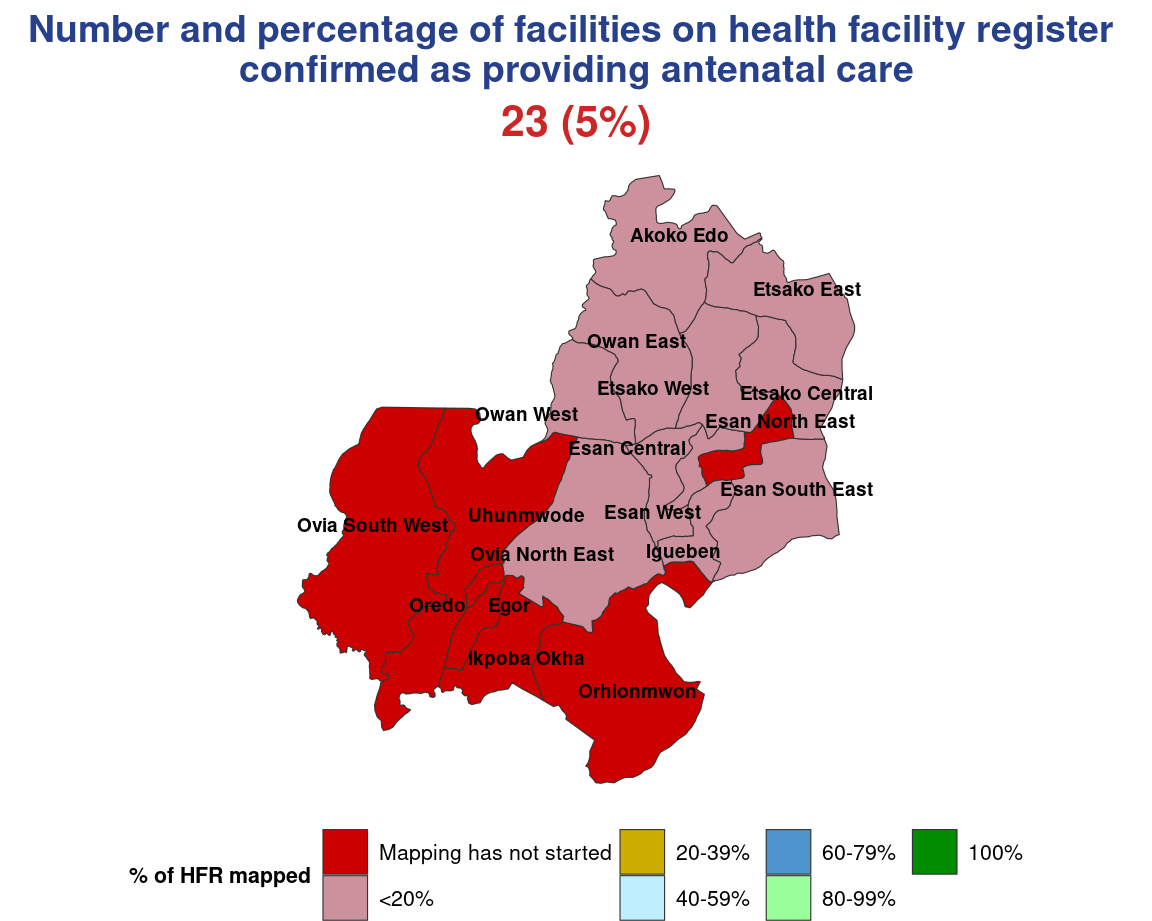 Number and percentage of facilities on health facility register
confirmed as providing antenatal care
23 (5%)
Akoko Edo
Etsako East
Owan East
Etsako West
Etsako Central
Owan West
Esan North East
Esan Central
Esan South East
Esan West
Uhunmwode
Ovia South West
Igueben
Ovia North East
Oredo
Egor
Ikpoba Okha
Orhionmwon
% of HFR mapped
Mapping has not started
<20%
20-39%
40-59%
60-79%
80-99%
100%